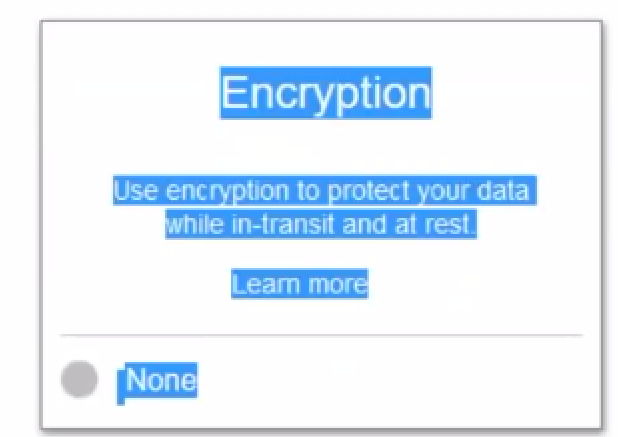 Encryption
Use encryption to protect your data
while in-transit and at rest.
Learn more
None